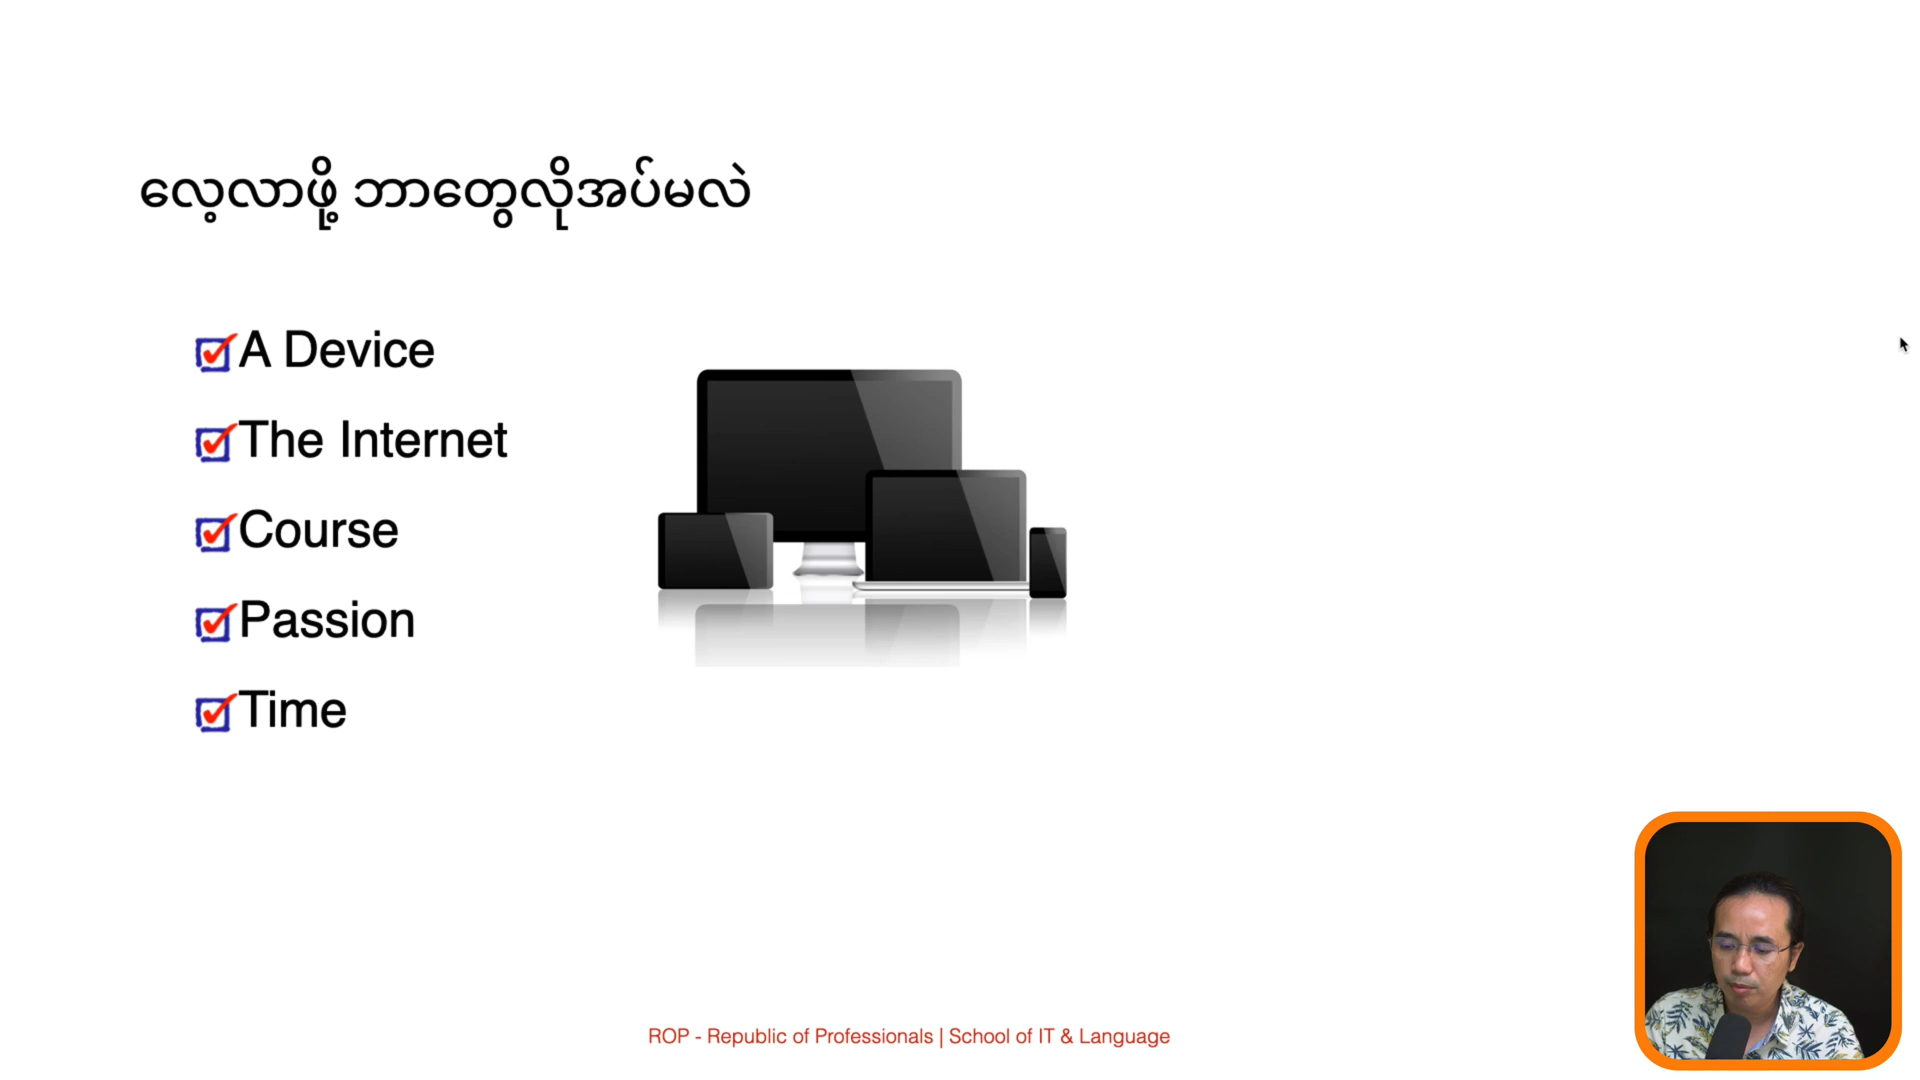 လေ့လာဖို့ ဘာတွေလိုအပ်မလဲ
A Device
The Internet
Course
Passion
Time
ROP - Republic of Professionals | School of IT & Language